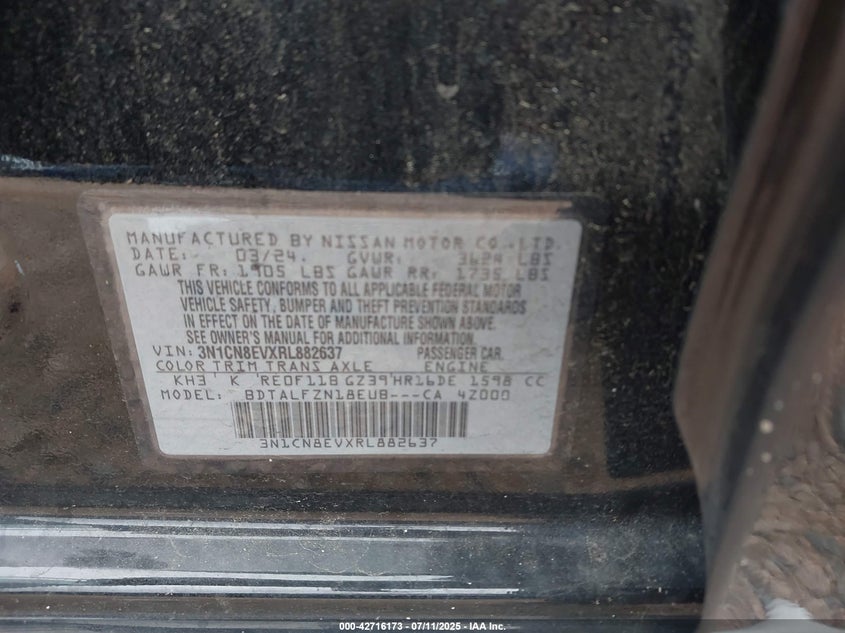 MANUFACTURED BY NISSAN MOTOR CO.,LTD.
DATE: 03/24. GVWR: 3624 LBS
GAWR FR: 1905 LBS GAWR RR: 1735 LBS
THIS VEHICLE CONFORMS TO ALL APPLICABLE FEDERAL MOTOR
VEHICLE SAFETY, BUMPER AND THEFT PREVENTION STANDARDS
IN EFFECT ON THE DATE OF MANUFACTURE SHOWN ABOVE.
SEE OWNER'S MANUAL FOR ADDITIONAL INFORMATION.
VIN: 3N1CN8EVXRL882637 PASSENGER CAR.
COLOR TRIM TRANS AXLE ENGINE
KH3 K RE0F11B GZ39 HR16DE 1598 CC
MODEL: BDTALFZN18EUB---CA 4Z000
3N1CN8EVXRL882637
000-42716173 - 07/11/2025 - IAA Inc.